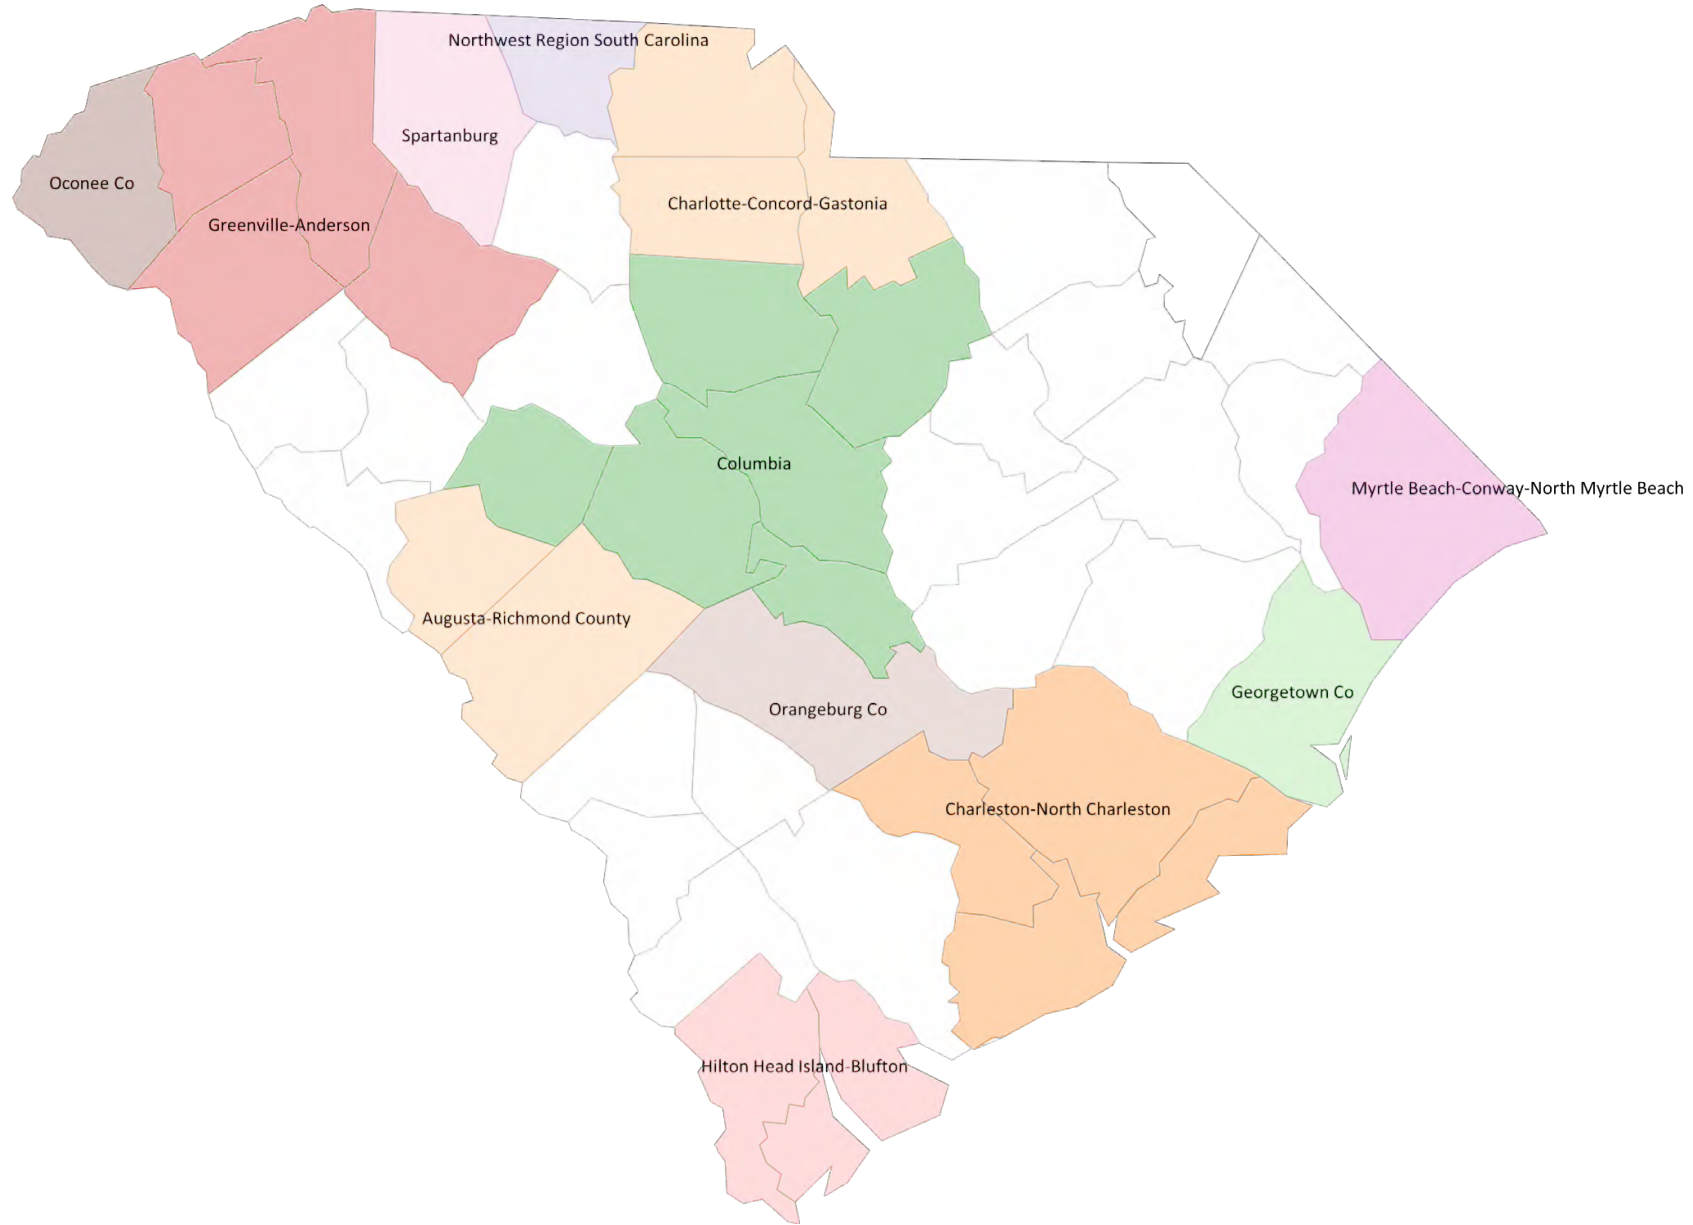 Northwest Region South Carolina
Spartanburg
Oconee Co
Charlotte-Concord-Gastonia
Greenville-Anderson
Columbia
Myrtle Beach-Conway-North Myrtle Beach
Augusta-Richmond County
Georgetown Co
Orangeburg Co
Charleston-North Charleston
Hilton Head Island-Blufton